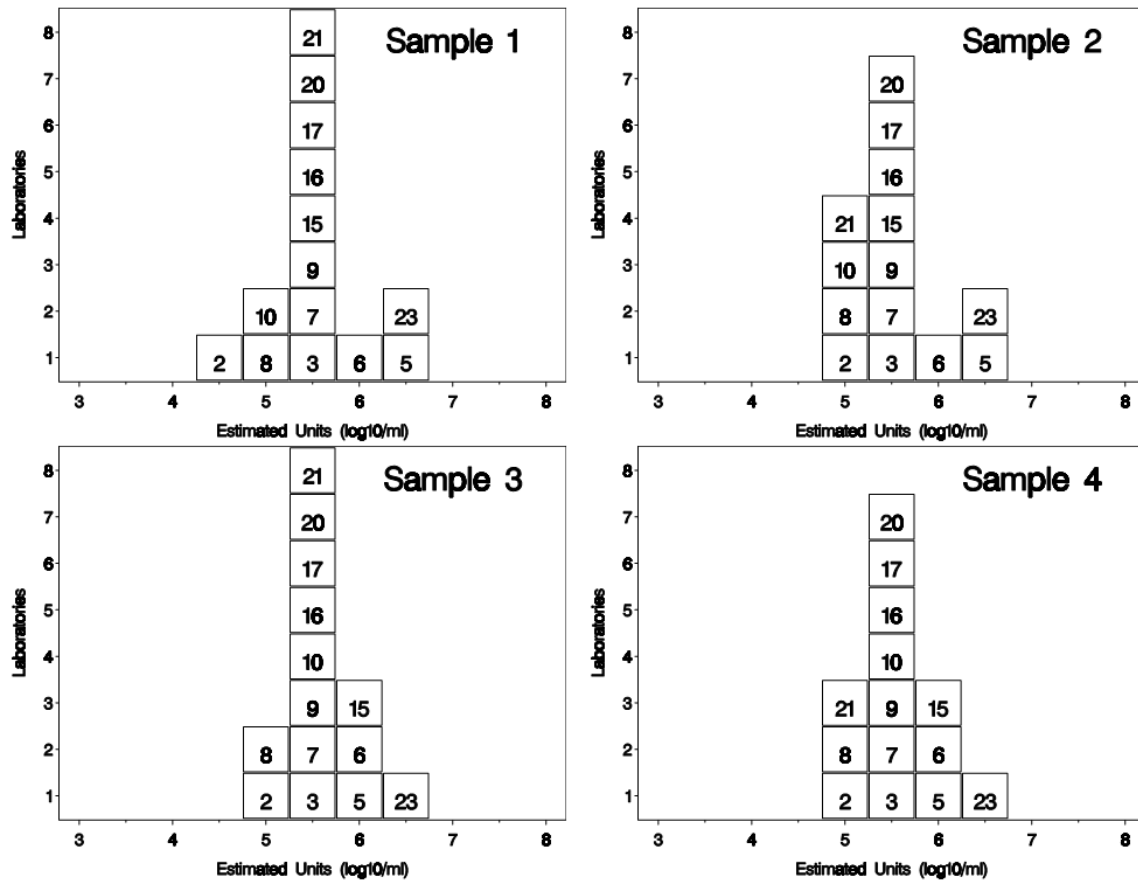 Sample 1
8
7
6
5
4
3
2
1
Laboratories
21
20
17
16
15
9
10 7 23
2 8 3 6 5
3 4 5 6 7 8
Estimated Units (log10/ml)
Sample 2
8
7
6
5
4
3
2
1
Laboratories
20
17
16
21 15
10 9
8 7 23
2 3 6 5
3 4 5 6 7 8
Estimated Units (log10/ml)
Sample 3
8
7
6
5
4
3
2
1
Laboratories
21
20
17
16
10
9 15
8 7 6
2 3 5 23
3 4 5 6 7 8
Estimated Units (log10/ml)
Sample 4
8
7
6
5
4
3
2
1
Laboratories
20
17
16
10
21 9 15
8 7 6
2 3 5 23
3 4 5 6 7 8
Estimated Units (log10/ml)